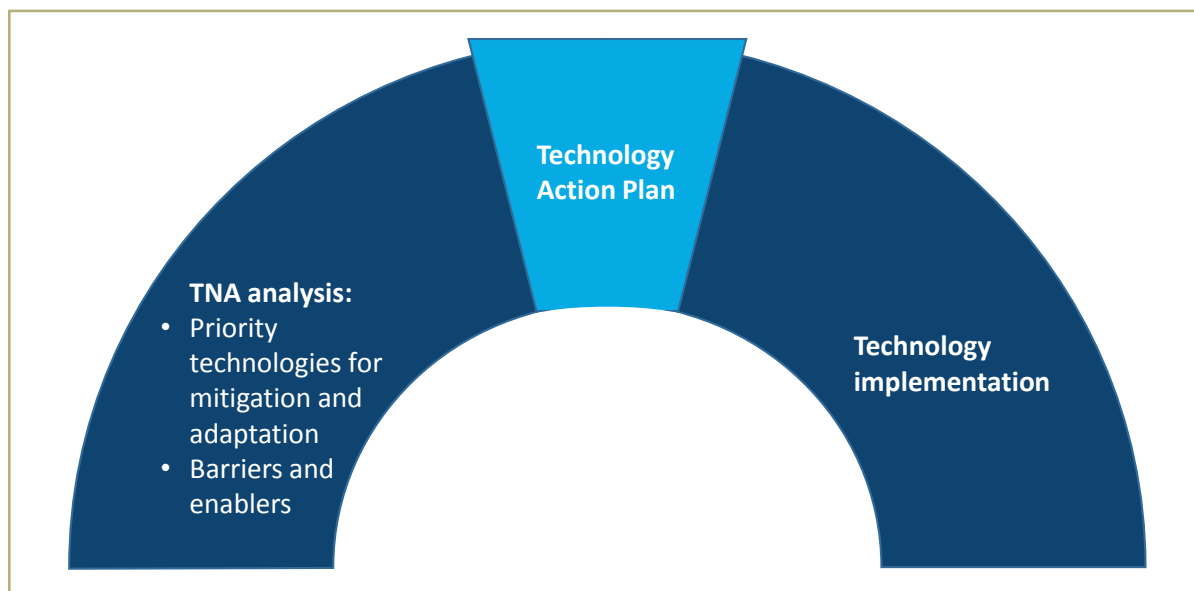 Technology
Action Plan
TNA analysis:
• Priority
technologies for
mitigation and
adaptation
• Barriers and
enablers
Technology
implementation